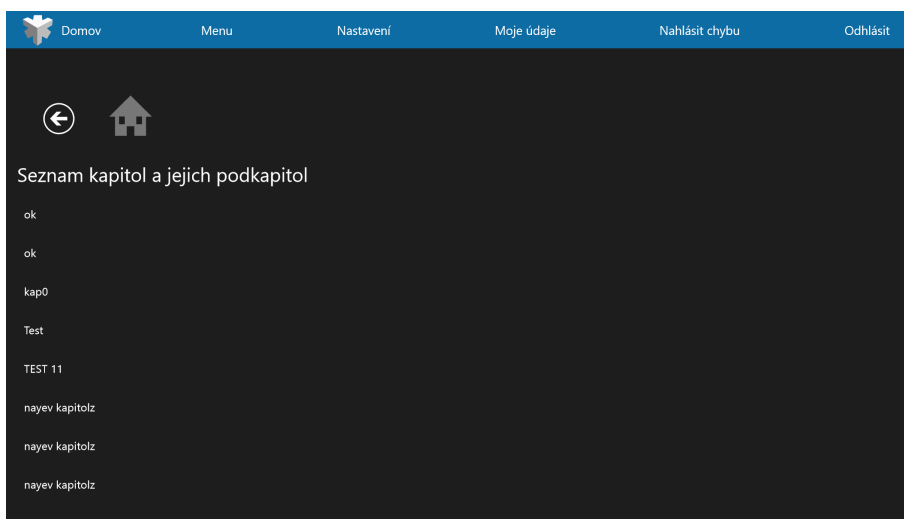 Domov Menu Nastavení Moje údaje Nahlásit chybu Odhlásit
Seznam kapitol a jejich podkapitol
ok
ok
kap0
Test
TEST 11
nayev kapitolz
nayev kapitolz
nayev kapitolz